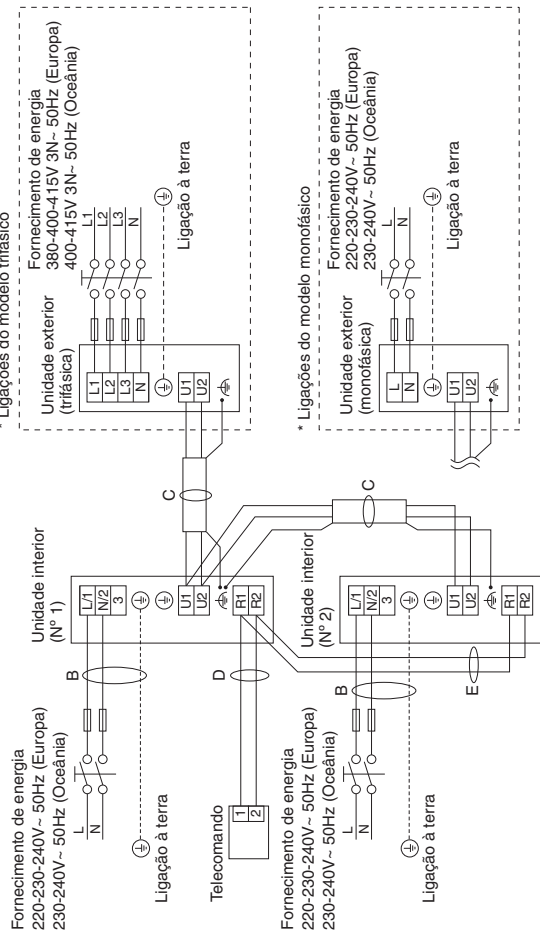 * Ligações do modelo trifásico
Fornecimento de energia
380-400-415V 3N~ 50Hz (Europa)
400-415V 3N~ 50Hz (Oceânia)
Unidade exterior
(trifásica)
L1
L2
L3
N
L1
L2
L3
N
U1
U2
Ligação à terra
* Ligações do modelo monofásico
Fornecimento de energia
220-230-240V~ 50Hz (Europa)
230-240V~ 50Hz (Oceânia)
Unidade exterior
(monofásica)
L
N
L
N
U1
U2
Ligação à terra
C
C
Unidade interior
(Nº 1)
L/1
N/2
3
U1
U2
R1
R2
Unidade interior
(Nº 2)
L/1
N/2
3
U1
U2
R1
R2
B
D
B
E
Fornecimento de energia
220-230-240V~ 50Hz (Europa)
230-240V~ 50Hz (Oceânia)
L
N
Ligação à terra
Telecomando
1
2
Fornecimento de energia
220-230-240V~ 50Hz (Europa)
230-240V~ 50Hz (Oceânia)
L
N
Ligação à terra